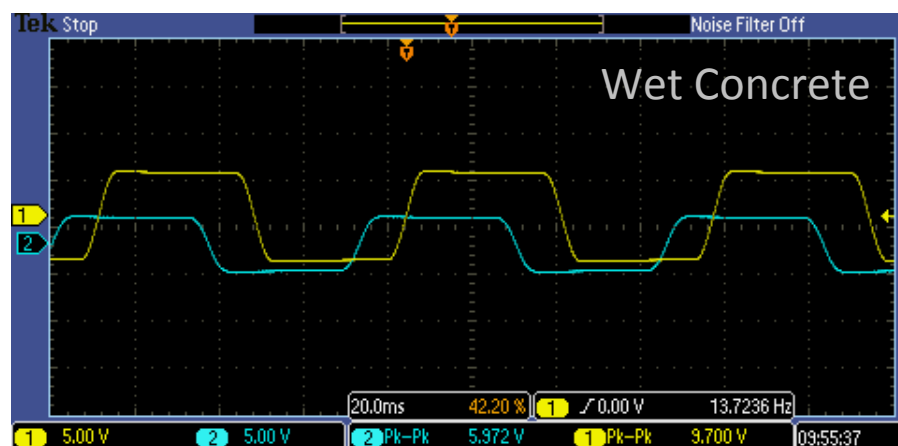 Tek Stop Noise Filter Off
T
T
Wet Concrete
1
2
20.0ms 42.20 % 1 / 0.00 V 13.7236 Hz
1 5.00 V 2 5.00 V 2 Pk-Pk 5.972 V 1 Pk-Pk 9.700 V 09:55:37